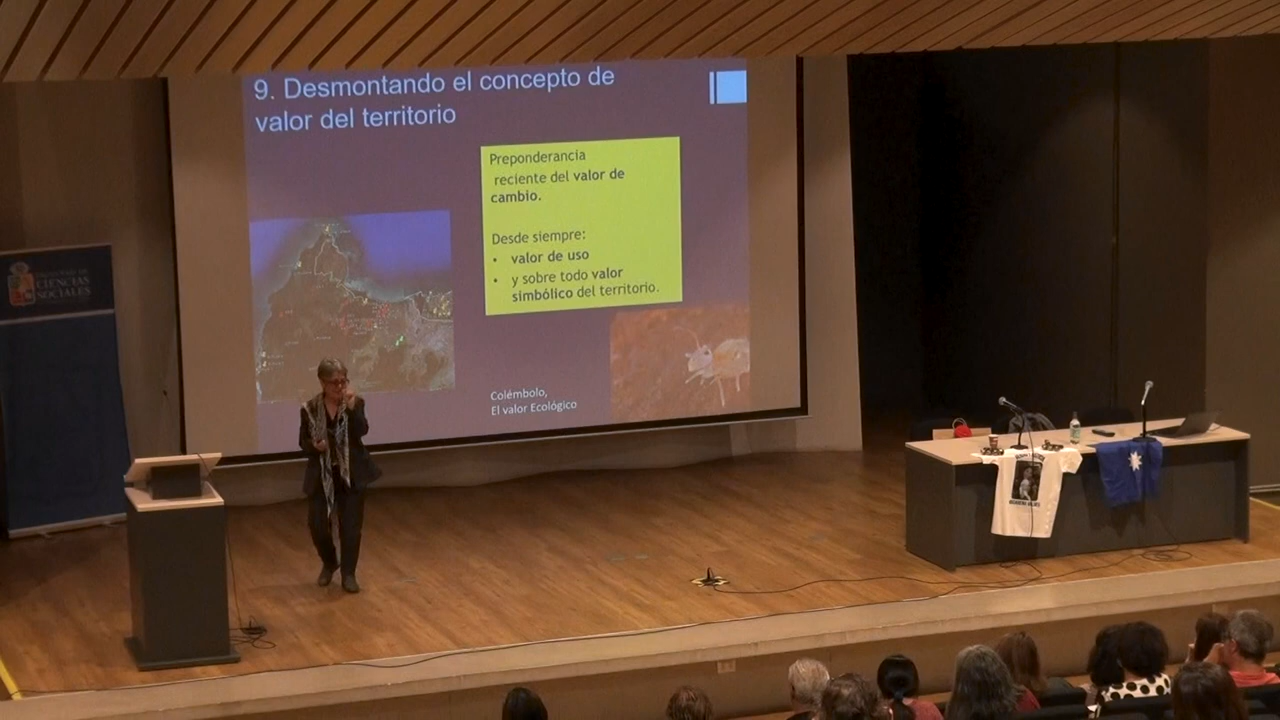 9. Desmontando el concepto de
valor del territorio
Preponderancia
reciente del valor de
cambio.
Desde siempre:
• valor de uso
• y sobre todo valor
simbólico del territorio.
Colémbolo,
El valor Ecológico
CIENCIAS
SOCIALES